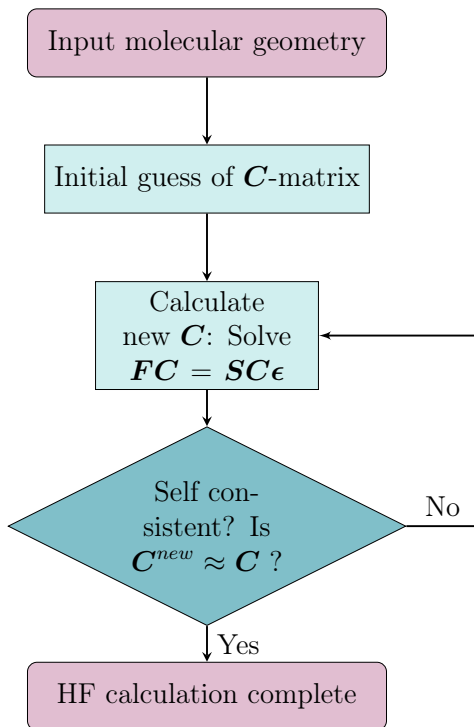 Input molecular geometry
Initial guess of C-matrix
Calculate
new C: Solve
FC = SCϵ
Self con-
sistent? Is
C^{new} ≈ C ?
No
Yes
HF calculation complete